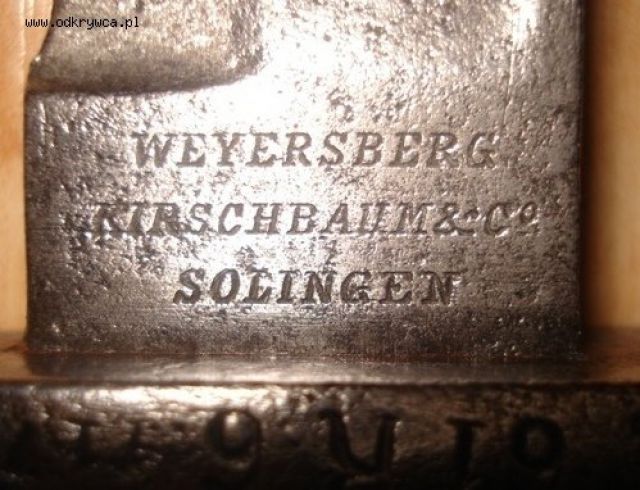 www.odkrywca.pl
WEYERSBERG
KIRSCHBAUM & Co
SOLINGEN